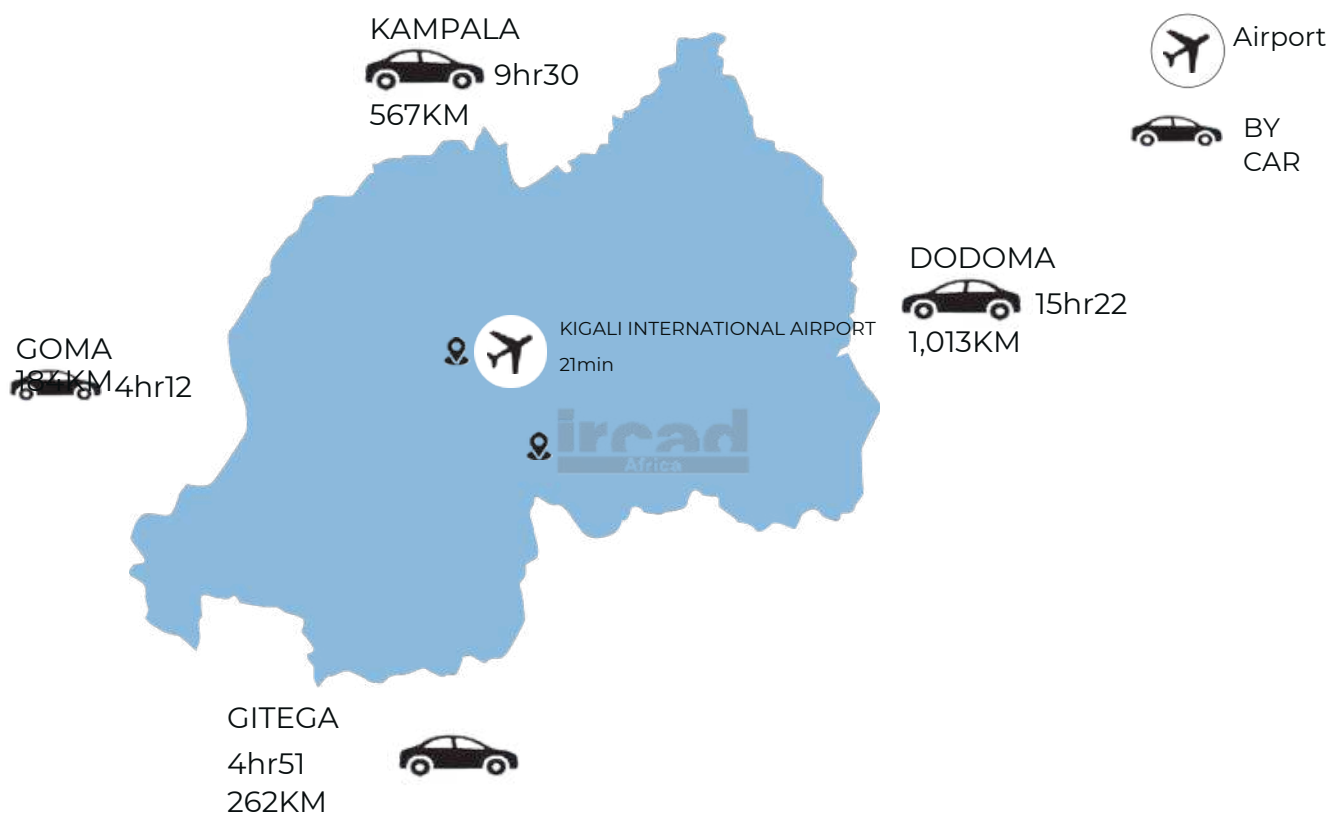 KAMPALA
9hr30
567KM
Airport
BY
CAR
DODOMA
15hr22
1,013KM
KIGALI INTERNATIONAL AIRPORT
21min
GOMA
184KM
4hr12
ircad
Africa
GITEGA
4hr51
262KM